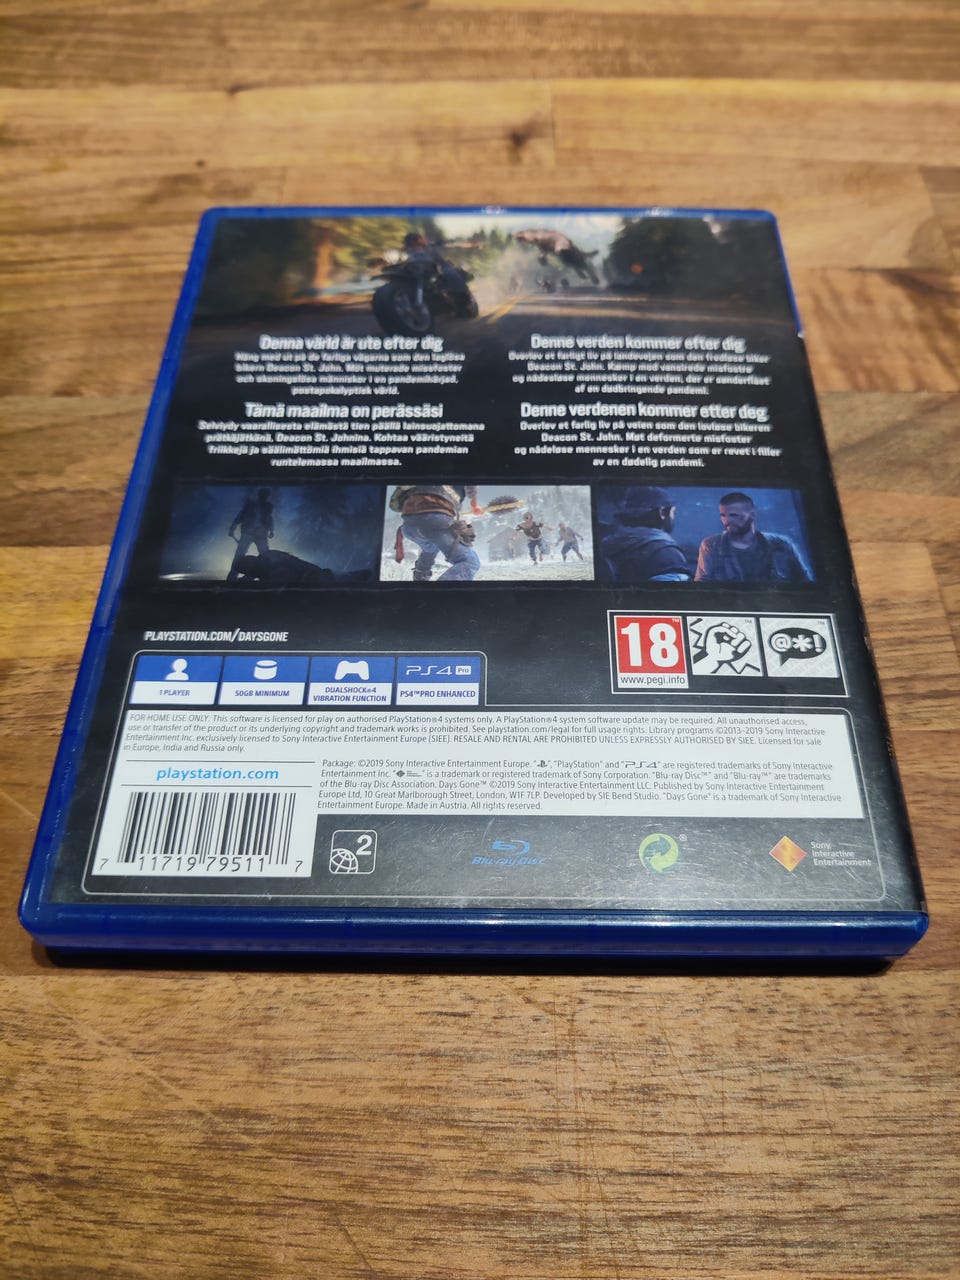 Denna värld är ute efter dig
Häng med ut på de farliga vägarna som den laglösa
bikern Deacon St. John. Möt muterade missfoster
och skoningslösa människor i en pandemihärjad,
postapokalyptisk värld.
Denne verden kommer efter dig
Overlev et farligt liv på landevejen som den fredløse biker
Deacon St. John. Kæmp mod vanstrede misfostre
og nådesløse mennesker i en verden, der er sønderflået
af en dødbringende pandemi.
Tämä maailma on perässäsi
Selviydy vaarallisesta elämästä tien päällä lainsuojattomana
prätkäjätkänä, Deacon St. Johnina. Kohtaa vääristyneitä
friikkejä ja säälimättömiä ihmisiä tappavan pandemian
runtelemassa maailmassa.
Denne verdenen kommer etter deg
Overlev et farlig liv på veien som den lovløse bikeren
Deacon St. John. Møt deformerte misfostre
og nådeløse mennesker i en verden som er revet i filler
av en dødelig pandemi.
PLAYSTATION.COM/DAYSGONE
18™
www.pegi.info
™
@*! ™
1 PLAYER
50GB MINIMUM
DUALSHOCK®4
VIBRATION FUNCTION
PS4 Pro
PS4™PRO ENHANCED
FOR HOME USE ONLY: This software is licensed for play on authorised PlayStation®4 systems only. A PlayStation®4 system software update may be required. All unauthorised access,
use or transfer of the product or its underlying copyright and trademark works is prohibited. See playstation.com/legal for full usage rights. Library programs ©2013-2019 Sony Interactive
Entertainment Inc. exclusively licensed to Sony Interactive Entertainment Europe (SIEE). RESALE AND RENTAL ARE PROHIBITED UNLESS EXPRESSLY AUTHORISED BY SIEE. Licensed for sale
in Europe, India and Russia only.
playstation.com
Package: ©2019 Sony Interactive Entertainment Europe. "", "PlayStation" and "PS4" are registered trademarks of Sony Interactive
Entertainment Inc. "" is a trademark or registered trademark of Sony Corporation. "Blu-ray Disc™" and "Blu-ray™" are trademarks
of the Blu-ray Disc Association. Days Gone™ ©2019 Sony Interactive Entertainment LLC. Published by Sony Interactive Entertainment
Europe Ltd, 10 Great Marlborough Street, London, W1F 7LP. Developed by SIE Bend Studio. "Days Gone" is a trademark of Sony Interactive
Entertainment Europe. Made in Austria. All rights reserved.
7 11719 79511 7
2
Blu-ray Disc
®
Sony
Interactive
Entertainment